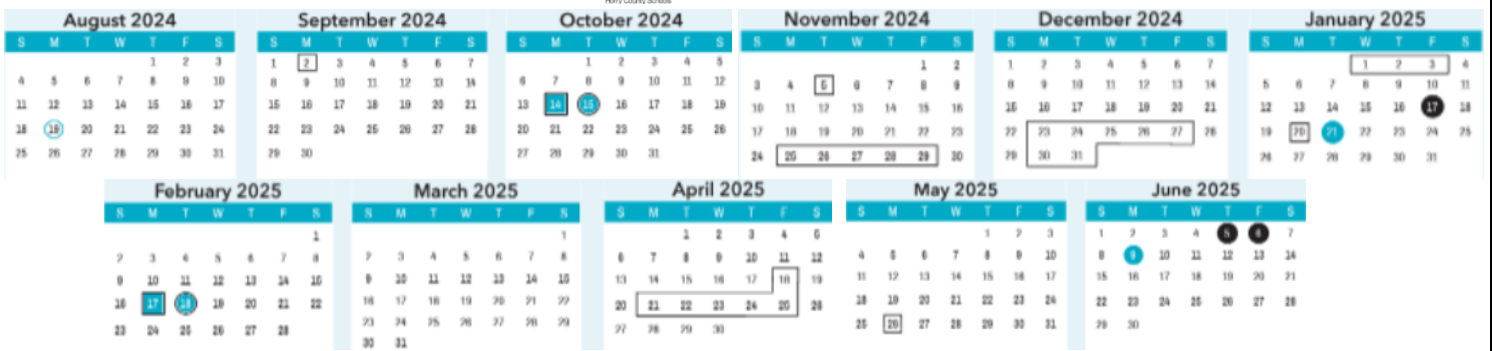 Horry County Schools
August 2024
S M T W T F S
1 2 3
4 5 6 7 8 9 10
11 12 13 14 15 16 17
18 19 20 21 22 23 24
25 26 27 28 29 30 31
September 2024
S M T W T F S
1 2 3 4 5 6 7
8 9 10 11 12 13 14
15 16 17 18 19 20 21
22 23 24 25 26 27 28
29 30
October 2024
S M T W T F S
1 2 3 4 5
6 7 8 9 10 11 12
13 14 15 16 17 18 19
20 21 22 23 24 25 26
27 28 29 30 31
November 2024
S M T W T F S
1 2
3 4 5 6 7 8 9
10 11 12 13 14 15 16
17 18 19 20 21 22 23
24 25 26 27 28 29 30
December 2024
S M T W T F S
1 2 3 4 5 6 7
8 9 10 11 12 13 14
15 16 17 18 19 20 21
22 23 24 25 26 27 28
29 30 31
January 2025
S M T W T F S
1 2 3 4
5 6 7 8 9 10 11
12 13 14 15 16 17 18
19 20 21 22 23 24 25
26 27 28 29 30 31
February 2025
S M T W T F S
1
2 3 4 5 6 7 8
9 10 11 12 13 14 15
16 17 18 19 20 21 22
23 24 25 26 27 28
March 2025
S M T W T F S
1
2 3 4 5 6 7 8
9 10 11 12 13 14 15
16 17 18 19 20 21 22
23 24 25 26 27 28 29
30 31
April 2025
S M T W T F S
1 2 3 4 5
6 7 8 9 10 11 12
13 14 15 16 17 18 19
20 21 22 23 24 25 26
27 28 29 30
May 2025
S M T W T F S
1 2 3
4 5 6 7 8 9 10
11 12 13 14 15 16 17
18 19 20 21 22 23 24
25 26 27 28 29 30 31
June 2025
S M T W T F S
1 2 3 4 5 6 7
8 9 10 11 12 13 14
15 16 17 18 19 20 21
22 23 24 25 26 27 28
29 30